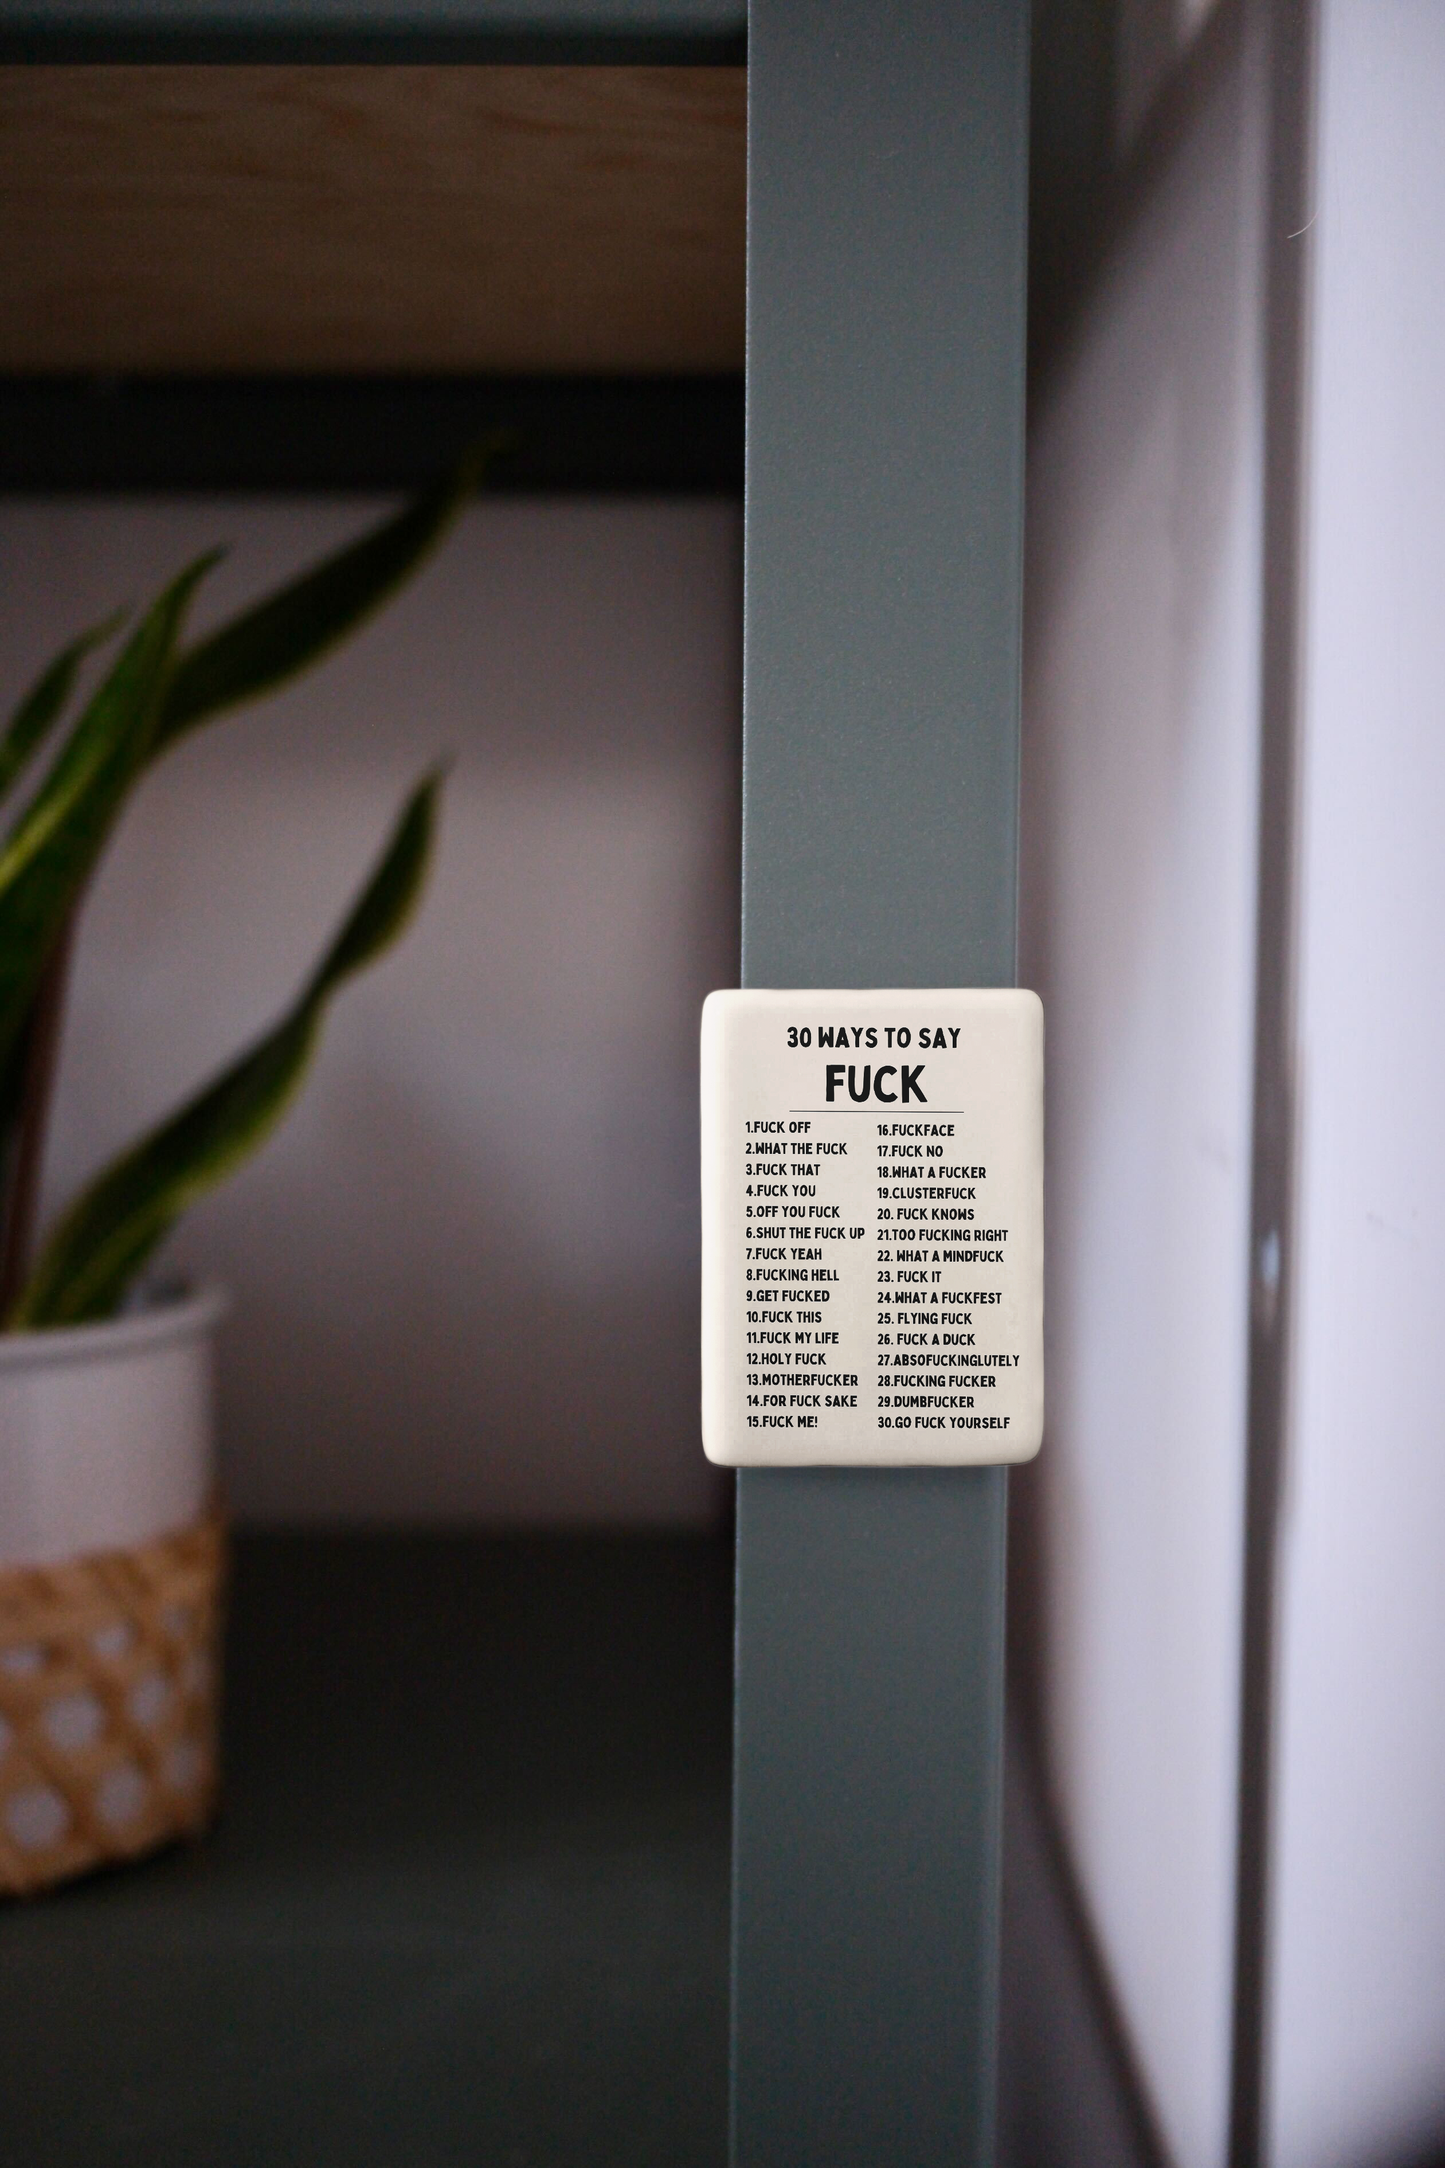 30 WAYS TO SAY
FUCK
1.FUCK OFF
2.WHAT THE FUCK
3.FUCK THAT
4.FUCK YOU
5.OFF YOU FUCK
6.SHUT THE FUCK UP
7.FUCK YEAH
8.FUCKING HELL
9.GET FUCKED
10.FUCK THIS
11.FUCK MY LIFE
12.HOLY FUCK
13.MOTHERFUCKER
14.FOR FUCK SAKE
15.FUCK ME!
16.FUCKFACE
17.FUCK NO
18.WHAT A FUCKER
19.CLUSTERFUCK
20. FUCK KNOWS
21.TOO FUCKING RIGHT
22. WHAT A MINDFUCK
23. FUCK IT
24.WHAT A FUCKFEST
25. FLYING FUCK
26. FUCK A DUCK
27.ABSOFUCKINGLUTELY
28.FUCKING FUCKER
29.DUMBFUCKER
30.GO FUCK YOURSELF